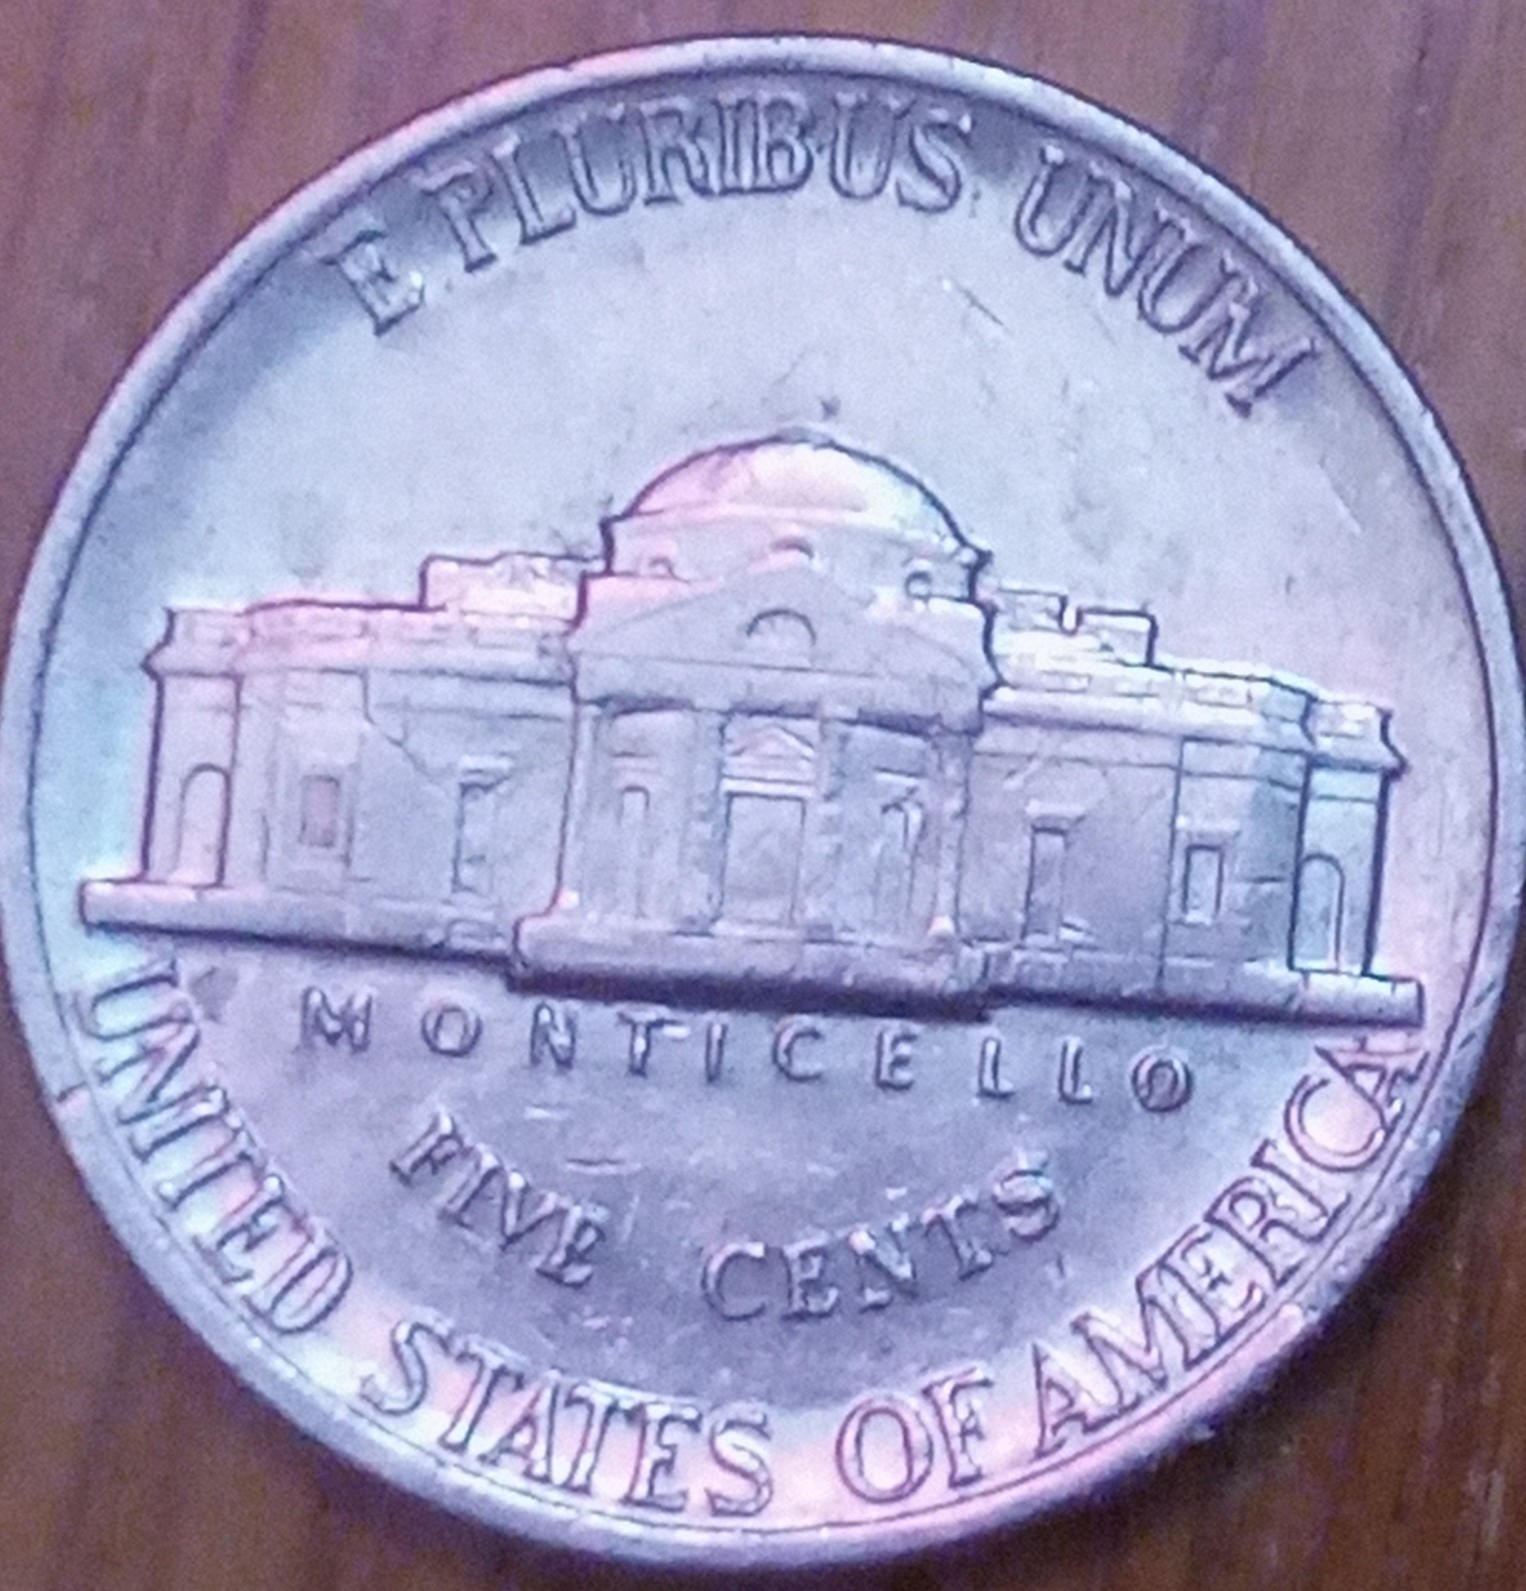 E PLURIBUS UNUM
MONTICELLO
FIVE CENTS
UNITED STATES OF AMERICA